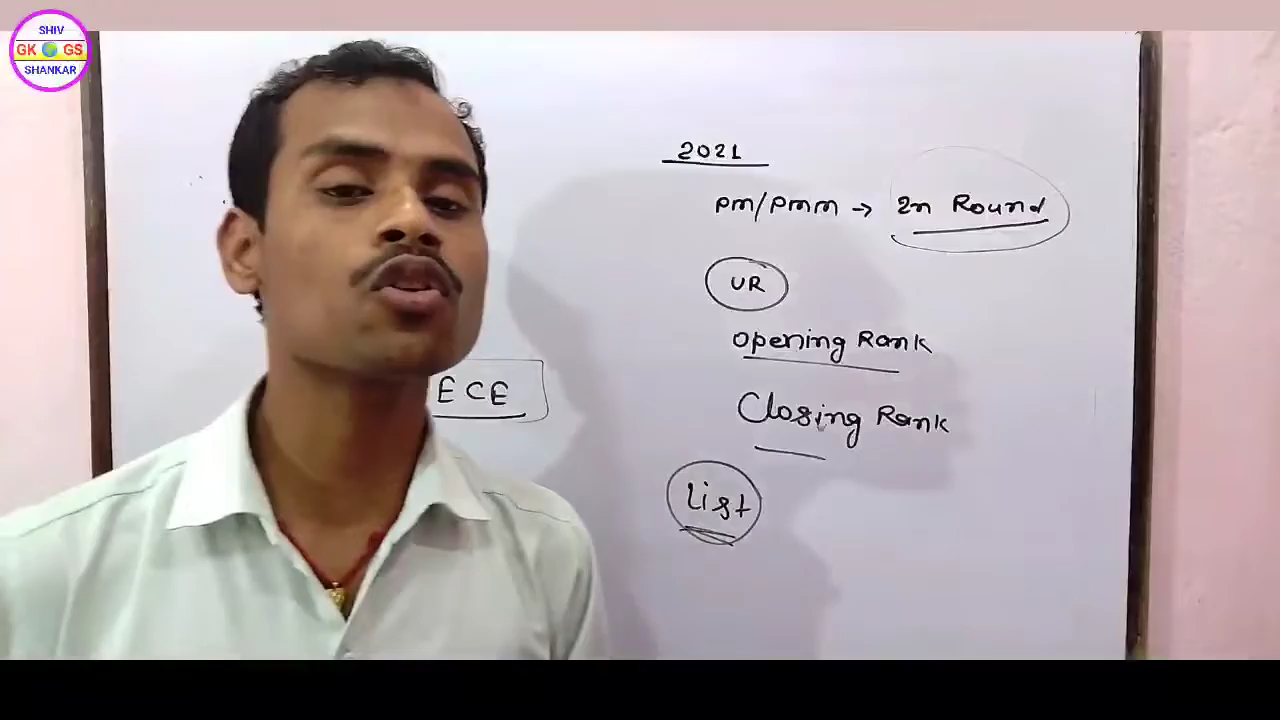 SHIV
GK GS
SHANKAR
2021
PM/PMM → 2n Round
UR
opening Rank
ECE
Closing Rank
List